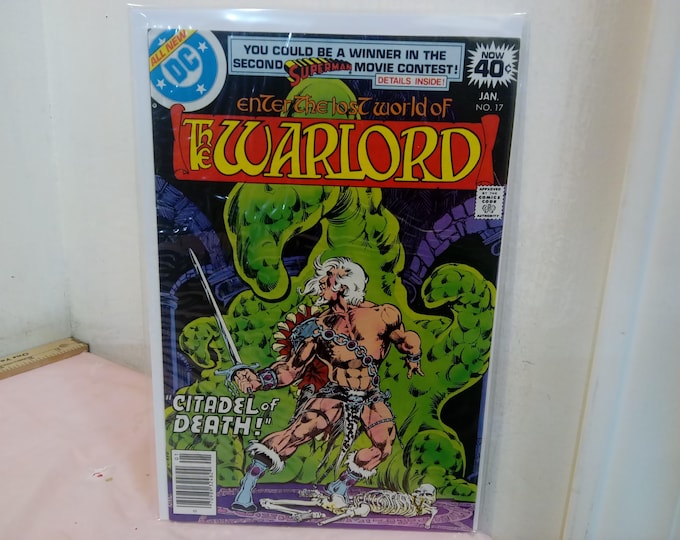 ALL NEW
DC
YOU COULD BE A WINNER IN THE
SECOND SUPERMAN MOVIE CONTEST!
DETAILS INSIDE!
NOW
40¢
JAN.
NO. 17
enter the lost world of
THE WARLORD
APPROVED
BY THE
COMICS
CODE
AUTHORITY
"CITADEL of
DEATH!"